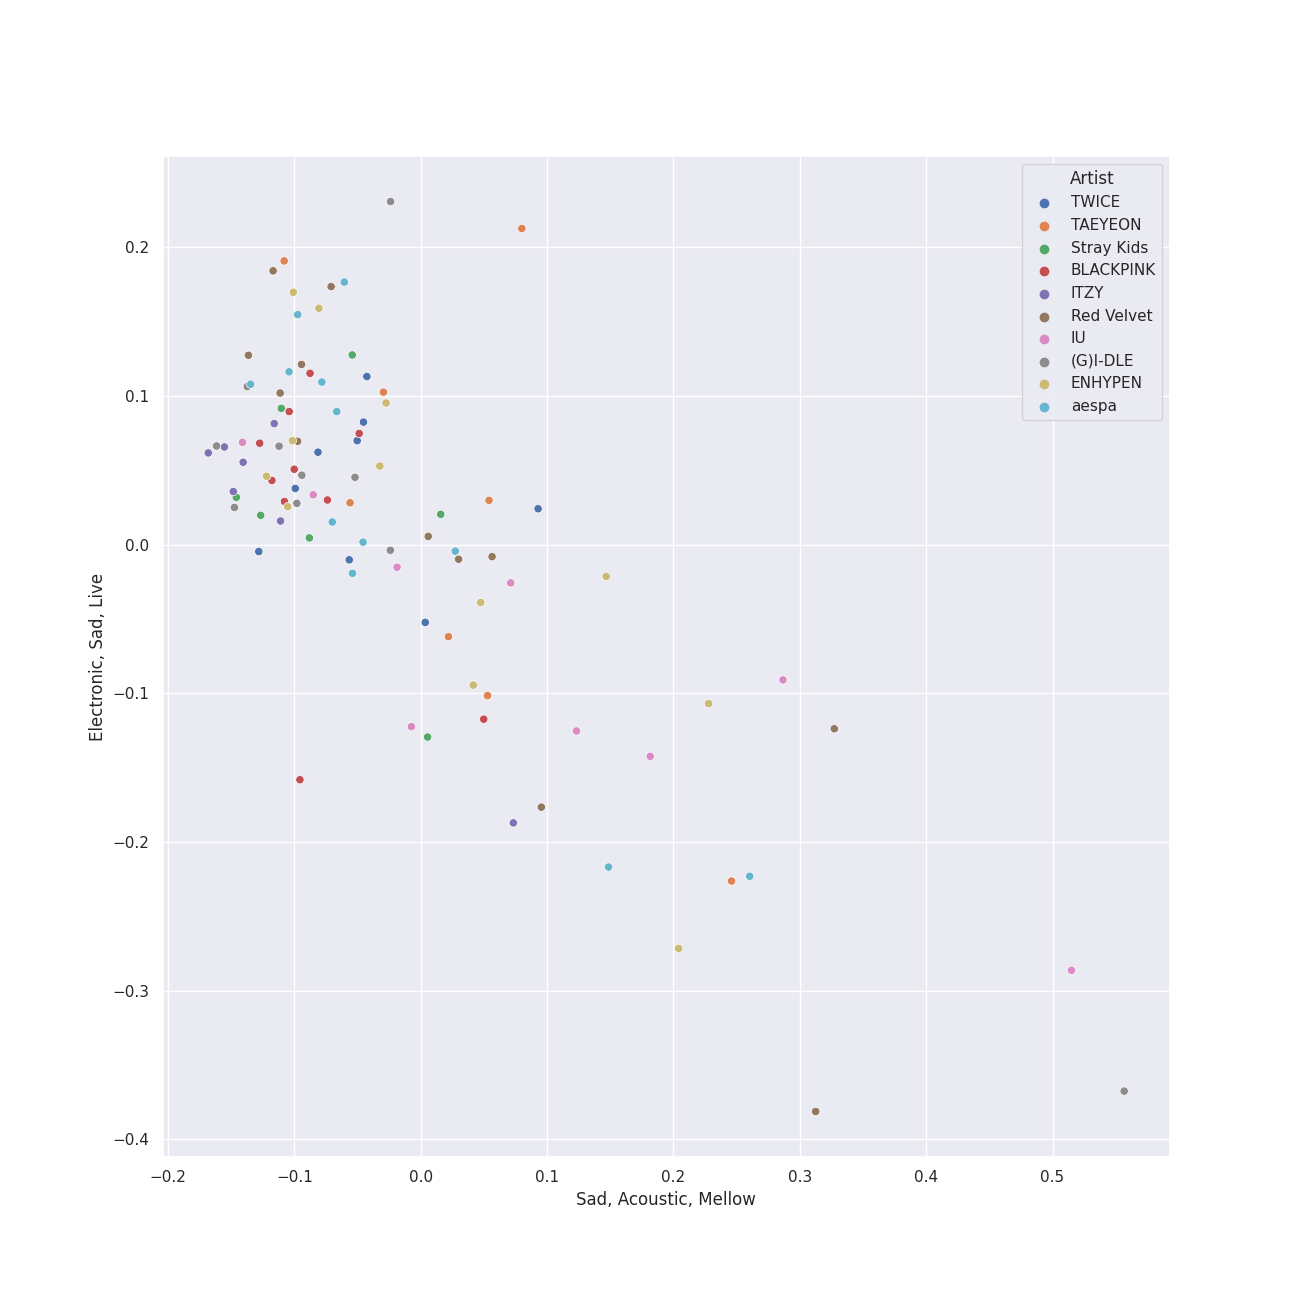 Artist
TWICE
TAEYEON
Stray Kids
BLACKPINK
ITZY
Red Velvet
IU
(G)I-DLE
ENHYPEN
aespa
0.2
0.1
0.0
−0.1
−0.2
−0.3
−0.4
Electronic, Sad, Live
−0.2 −0.1 0.0 0.1 0.2 0.3 0.4 0.5
Sad, Acoustic, Mellow